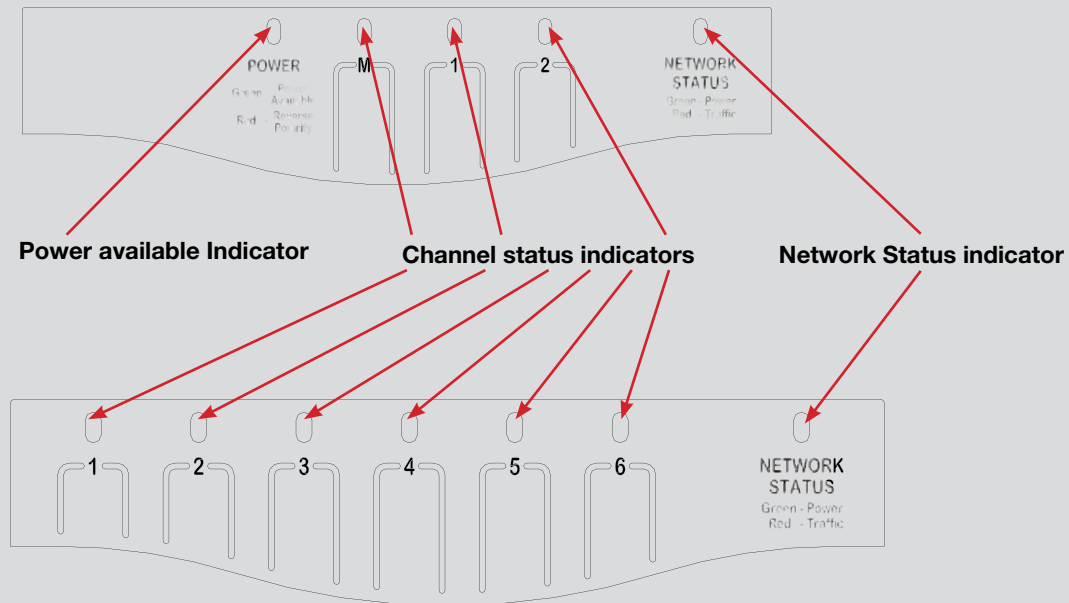 POWER
Green - Power
Available
Red - Reverse
Polarity
M
1
2
NETWORK
STATUS
Green - Power
Red - Traffic
Power available Indicator
Channel status indicators
Network Status indicator
1
2
3
4
5
6
NETWORK
STATUS
Green - Power
Red - Traffic